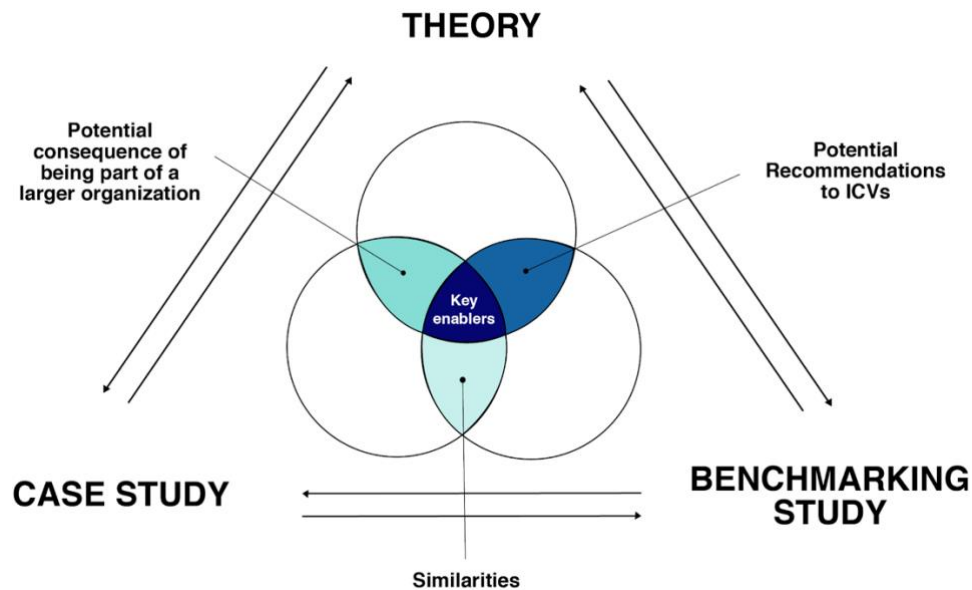 THEORY
Potential
consequence of
being part of a
larger organization
Potential
Recommendations
to ICVs
Key
enablers
CASE STUDY
BENCHMARKING
STUDY
Similarities